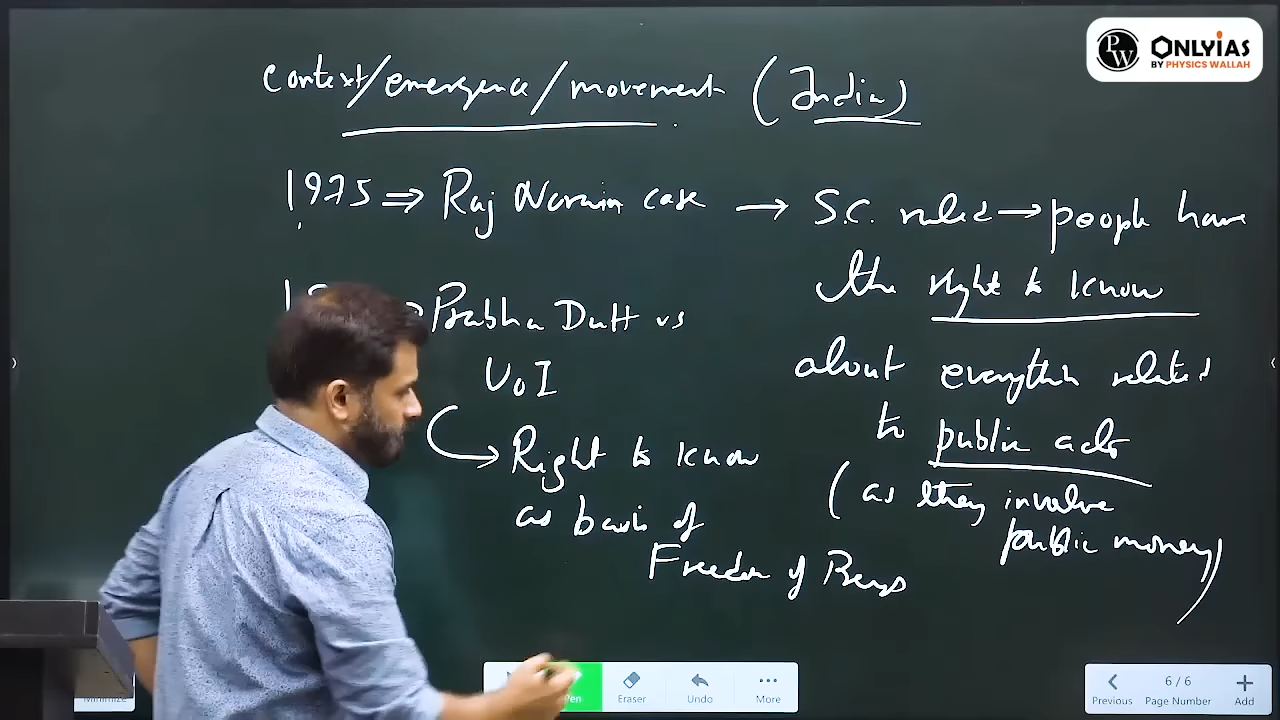 PW ONLYIAS
BY PHYSICS WALLAH
context/emergence/movement (India)
1975 ⇒ Raj Narain case → S.C. ruled → people have
the right to know
about everything related
to public acts
(as they involve
public money)
Prabha Dutt vs
UoI
Right to know
as basis of
Freedom of Press
Minimize
Pen
Eraser
Undo
More
Previous
6 / 6
Page Number
Add